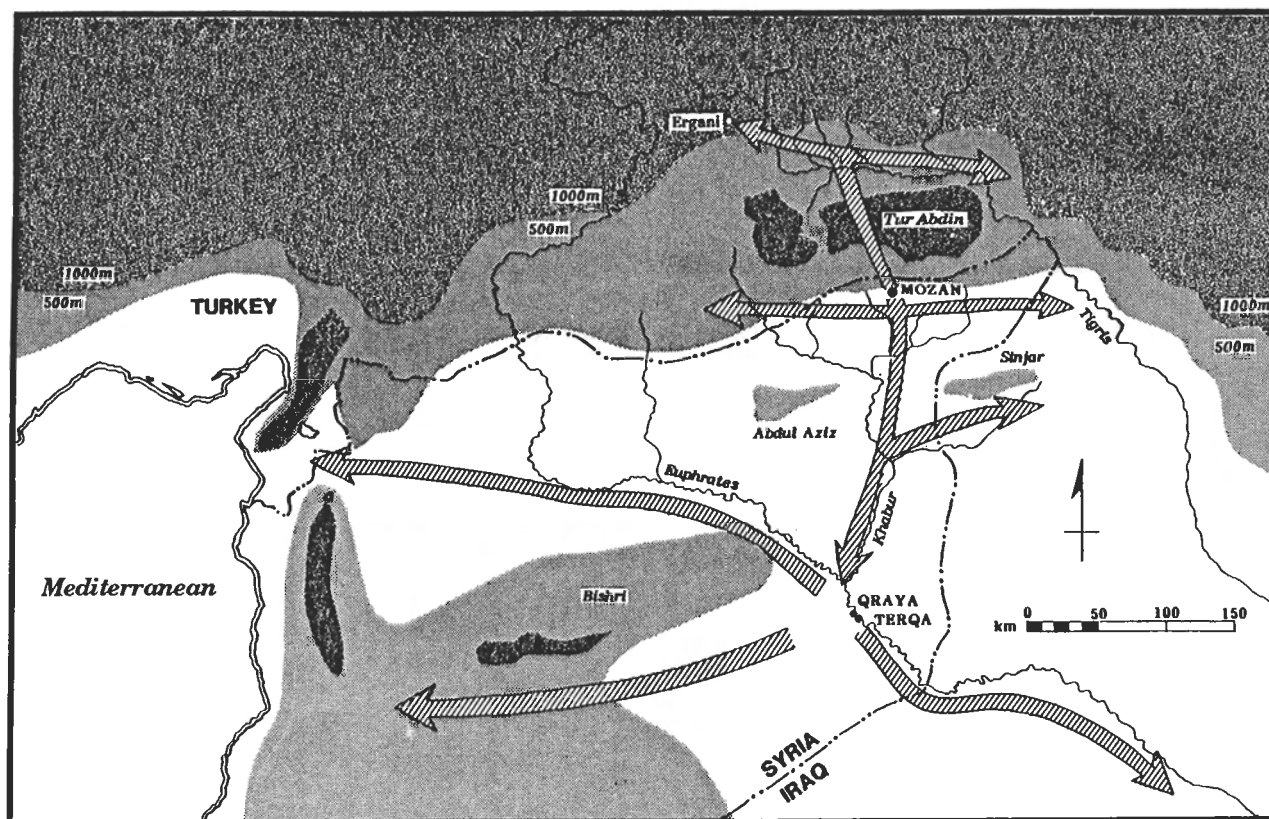 Ergani
1000m
500m
Tur Abdin
1000m
500m
TURKEY
MOZAN
1000m
500m
Tigris
Sinjar
Abdul Aziz
Euphrates
Khabur
Mediterranean
Bishri
QRAYA
TERQA
0 50 100 150
km
SYRIA
IRAQ